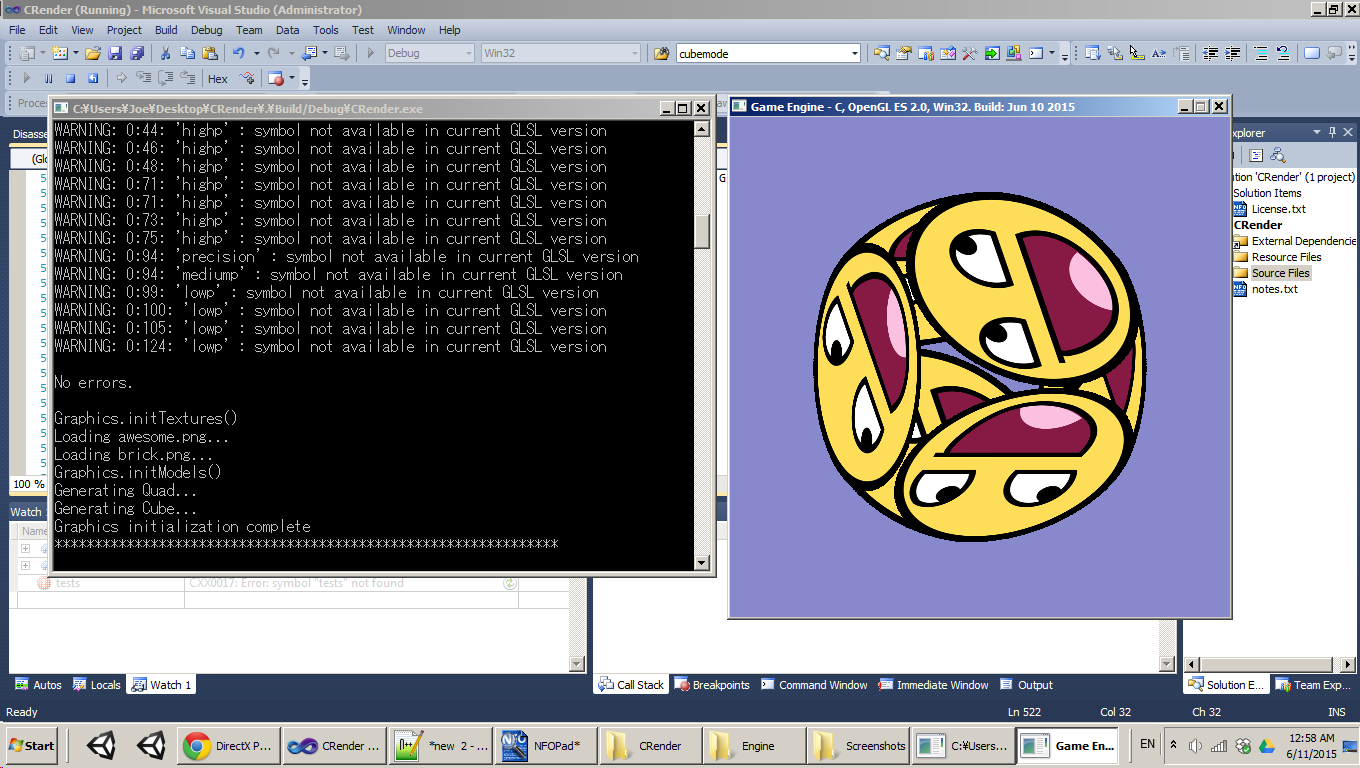 CRender (Running) - Microsoft Visual Studio (Administrator)
File Edit View Project Build Debug Team Data Tools Test Window Help
Debug Win32 cubemode
Hex
Proces
C:¥Users¥Joe¥Desktop¥CRender¥.¥Build/Debug¥CRender.exe
WARNING: 0:44: 'highp' : symbol not available in current GLSL version
WARNING: 0:46: 'highp' : symbol not available in current GLSL version
WARNING: 0:48: 'highp' : symbol not available in current GLSL version
WARNING: 0:71: 'highp' : symbol not available in current GLSL version
WARNING: 0:71: 'highp' : symbol not available in current GLSL version
WARNING: 0:73: 'highp' : symbol not available in current GLSL version
WARNING: 0:75: 'highp' : symbol not available in current GLSL version
WARNING: 0:94: 'precision' : symbol not available in current GLSL version
WARNING: 0:94: 'mediump' : symbol not available in current GLSL version
WARNING: 0:99: 'lowp' : symbol not available in current GLSL version
WARNING: 0:100: 'lowp' : symbol not available in current GLSL version
WARNING: 0:105: 'lowp' : symbol not available in current GLSL version
WARNING: 0:124: 'lowp' : symbol not available in current GLSL version
No errors.
Graphics.initTextures()
Loading awesome.png...
Loading brick.png...
Graphics.initModels()
Generating Quad...
Generating Cube...
Graphics initialization complete
***************************************************************
Game Engine - C, OpenGL ES 2.0, Win32. Build: Jun 10 2015
Disasse
(Glo
100 %
xplorer
tion 'CRender' (1 project)
Solution Items
License.txt
CRender
External Dependencie
Resource Files
Source Files
notes.txt
Watch
Name
tests CXX0017: Error: symbol "tests" not found
Autos Locals Watch 1
Call Stack Breakpoints Command Window Immediate Window Output
Solution E... Team Exp...
Ready Ln 522 Col 32 Ch 32 INS
Start DirectX P... CRender ... *new 2 - ... NFOPad* CRender Engine Screenshots C:¥Users... Game En... EN 12:58 AM
6/11/2015